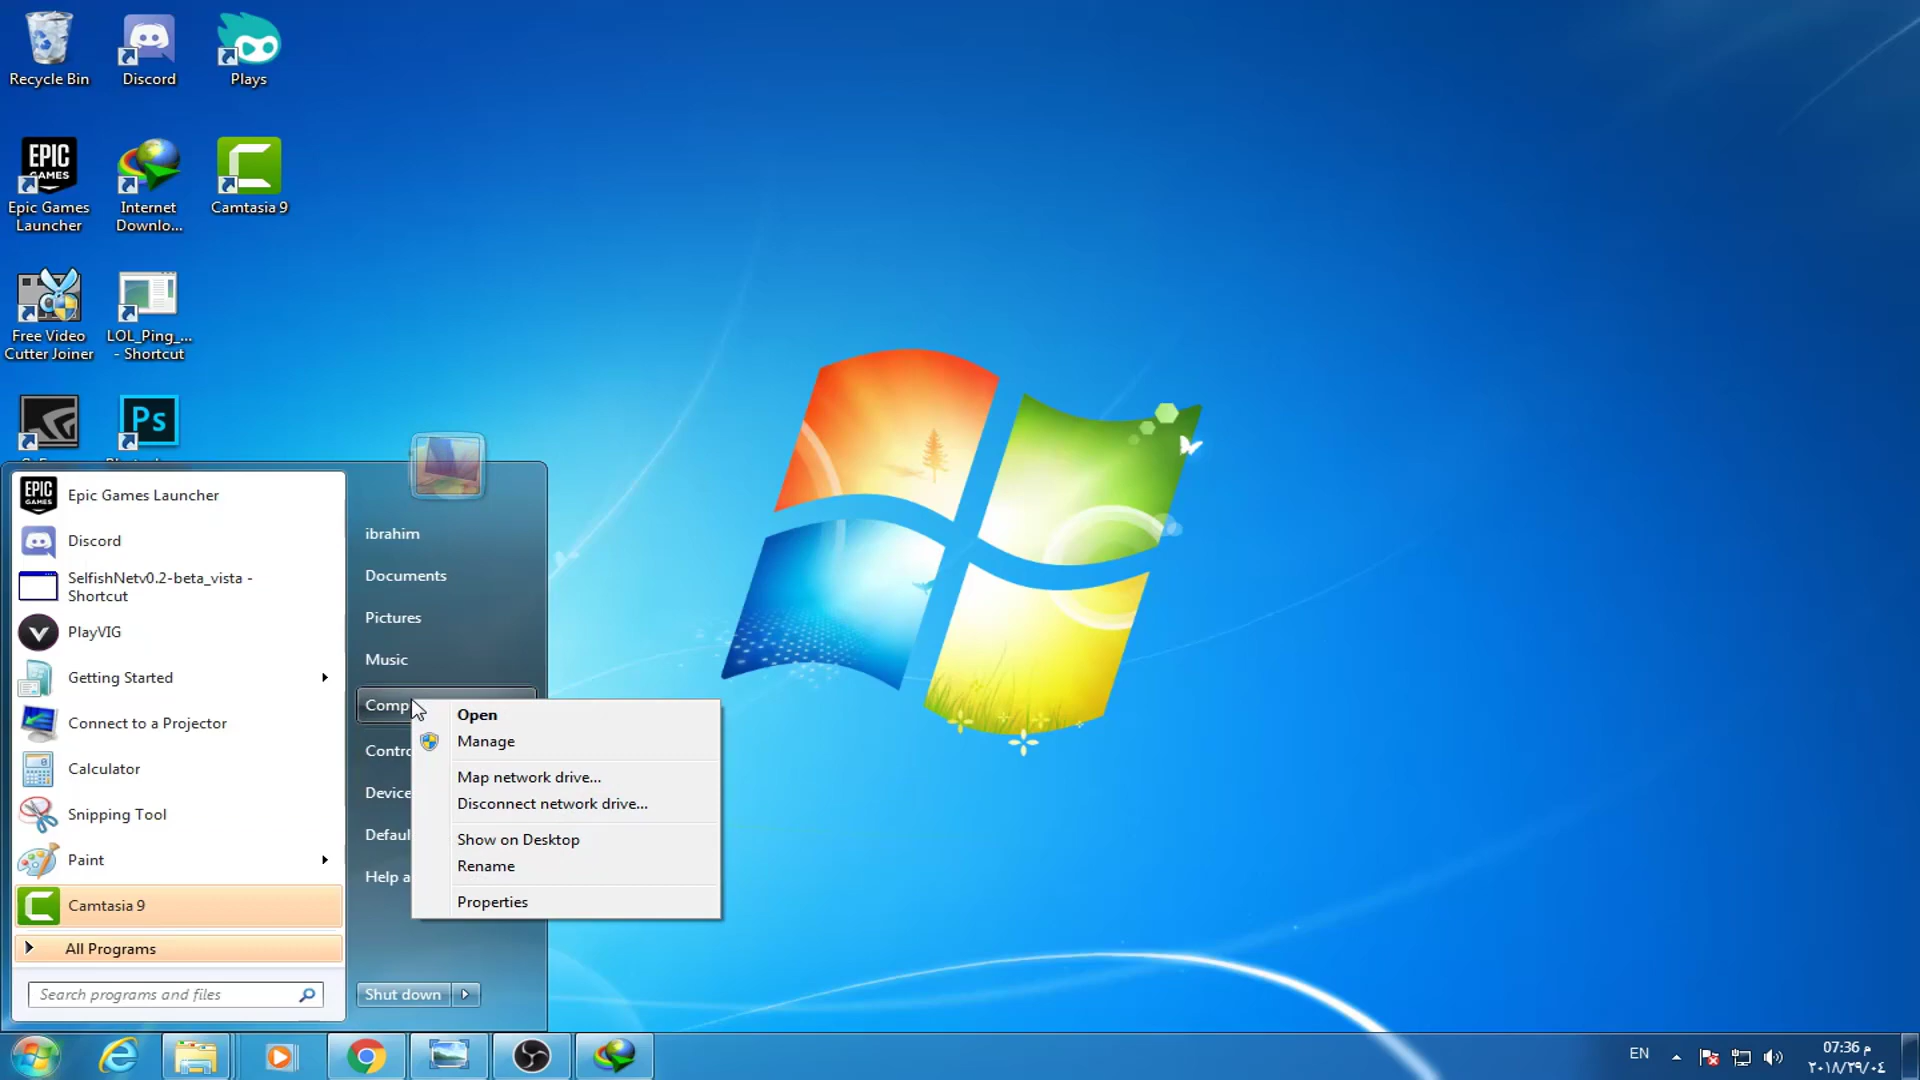 Recycle Bin
Discord
Plays
EPIC
GAMES
Epic Games
Launcher
Internet
Downlo...
Camtasia 9
Free Video
Cutter Joiner
LOL_Ping_...
- Shortcut
Ps
EPIC
GAMES
Epic Games Launcher
Discord
SelfishNetv0.2-beta_vista -
Shortcut
PlayVIG
Getting Started
Connect to a Projector
Calculator
Snipping Tool
Paint
Camtasia 9
All Programs
Search programs and files
ibrahim
Documents
Pictures
Music
Comp
Contro
Device
Defaul
Help a
Shut down
Open
Manage
Map network drive...
Disconnect network drive...
Show on Desktop
Rename
Properties
EN
07:36 م
٢٠١٨/٢٩/٠٤